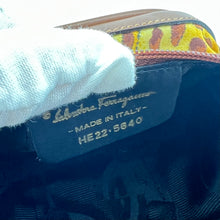 Salvatore Ferragamo
MADE IN ITALY
HE22·5640